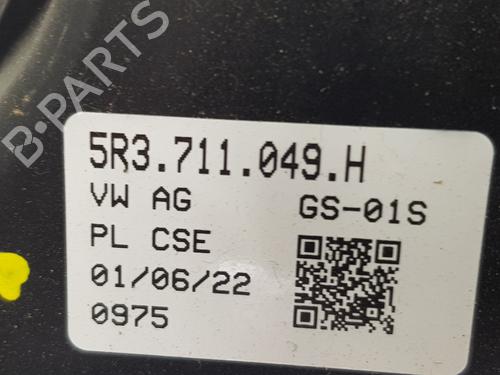 B-PARTS
5R3.711.049.H
VW AG GS-01S
PL CSE
01/06/22
0975